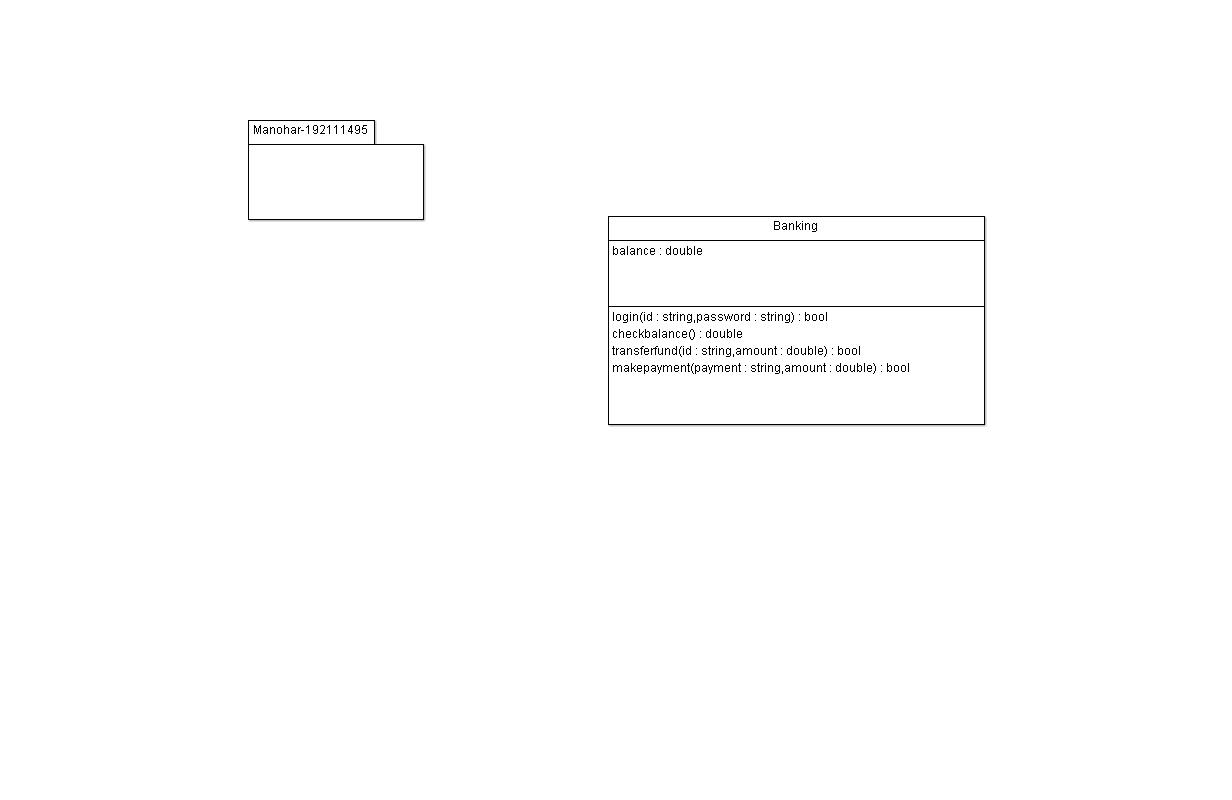 Manohar-192111495
Banking
balance : double
login(id : string,password : string) : bool
checkbalance() : double
transferfund(id : string,amount : double) : bool
makepayment(payment : string,amount : double) : bool